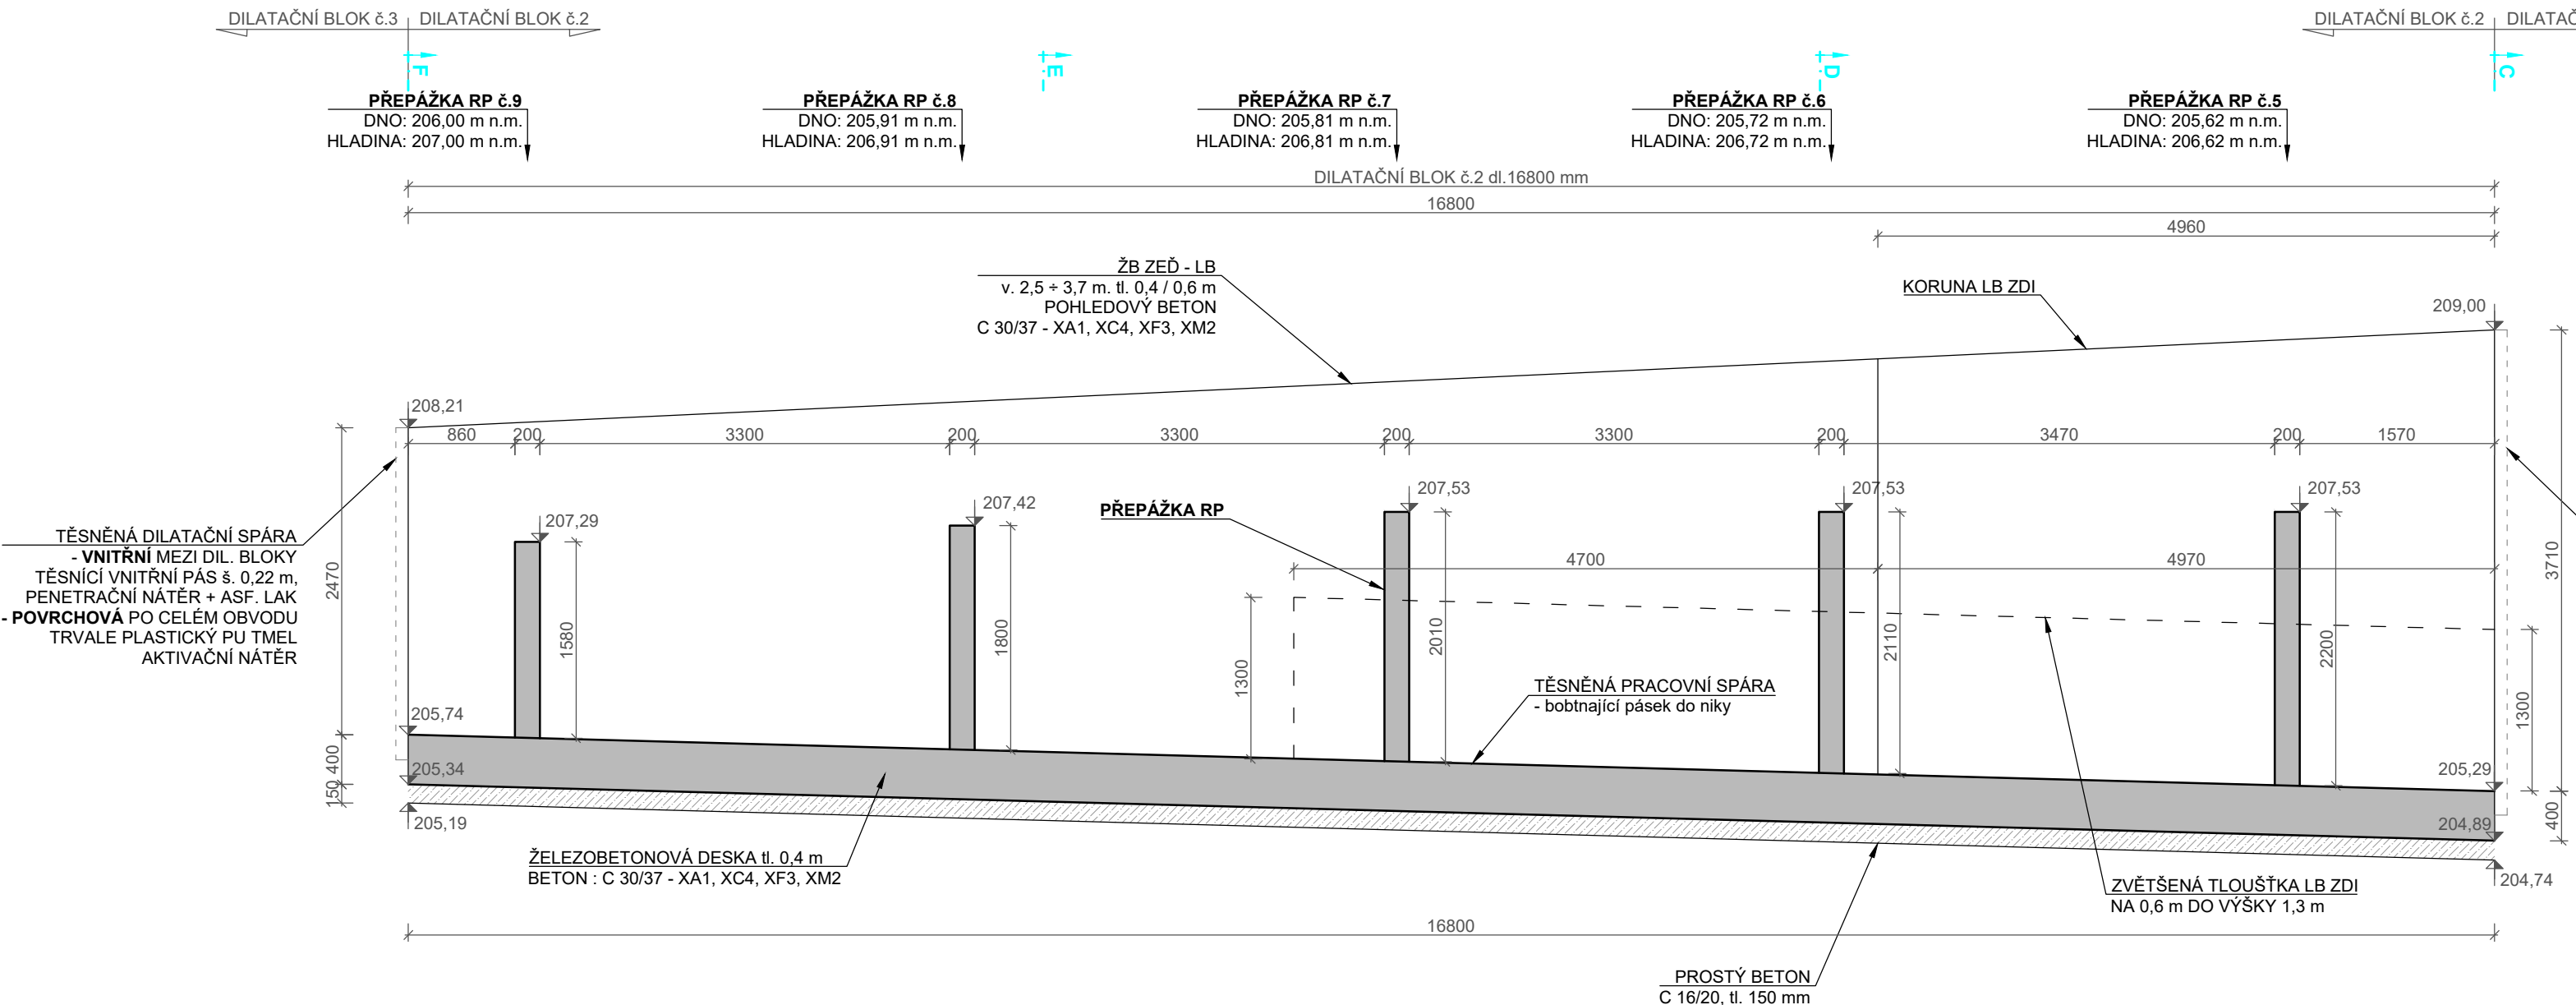 DILATAČNÍ BLOK č.3
DILATAČNÍ BLOK č.2
DILATAČNÍ BLOK č.2
DILATAČ
F
E
D
C
PŘEPÁŽKA RP č.9
DNO: 206,00 m n.m.
HLADINA: 207,00 m n.m.
PŘEPÁŽKA RP č.8
DNO: 205,91 m n.m.
HLADINA: 206,91 m n.m.
PŘEPÁŽKA RP č.7
DNO: 205,81 m n.m.
HLADINA: 206,81 m n.m.
PŘEPÁŽKA RP č.6
DNO: 205,72 m n.m.
HLADINA: 206,72 m n.m.
PŘEPÁŽKA RP č.5
DNO: 205,62 m n.m.
HLADINA: 206,62 m n.m.
DILATAČNÍ BLOK č.2 dl.16800 mm
16800
4960
ŽB ZEĎ - LB
v. 2,5 ÷ 3,7 m. tl. 0,4 / 0,6 m
POHLEDOVÝ BETON
C 30/37 - XA1, XC4, XF3, XM2
KORUNA LB ZDI
209,00
208,21
860
200
3300
200
3300
200
3300
200
3470
200
1570
207,29
207,42
207,53
207,53
207,53
PŘEPÁŽKA RP
TĚSNĚNÁ DILATAČNÍ SPÁRA
- VNITŘNÍ MEZI DIL. BLOKY
TĚSNÍCÍ VNITŘNÍ PÁS š. 0,22 m,
PENETRAČNÍ NÁTĚR + ASF. LAK
- POVRCHOVÁ PO CELÉM OBVODU
TRVALE PLASTICKÝ PU TMEL
AKTIVAČNÍ NÁTĚR
2470
4700
4970
3710
1580
1800
1300
2010
2110
2200
1300
TĚSNĚNÁ PRACOVNÍ SPÁRA
- bobtnající pásek do niky
205,74
400
150
205,34
205,19
205,29
204,89
400
204,74
ŽELEZOBETONOVÁ DESKA tl. 0,4 m
BETON : C 30/37 - XA1, XC4, XF3, XM2
ZVĚTŠENÁ TLOUŠŤKA LB ZDI
NA 0,6 m DO VÝŠKY 1,3 m
16800
PROSTÝ BETON
C 16/20, tl. 150 mm